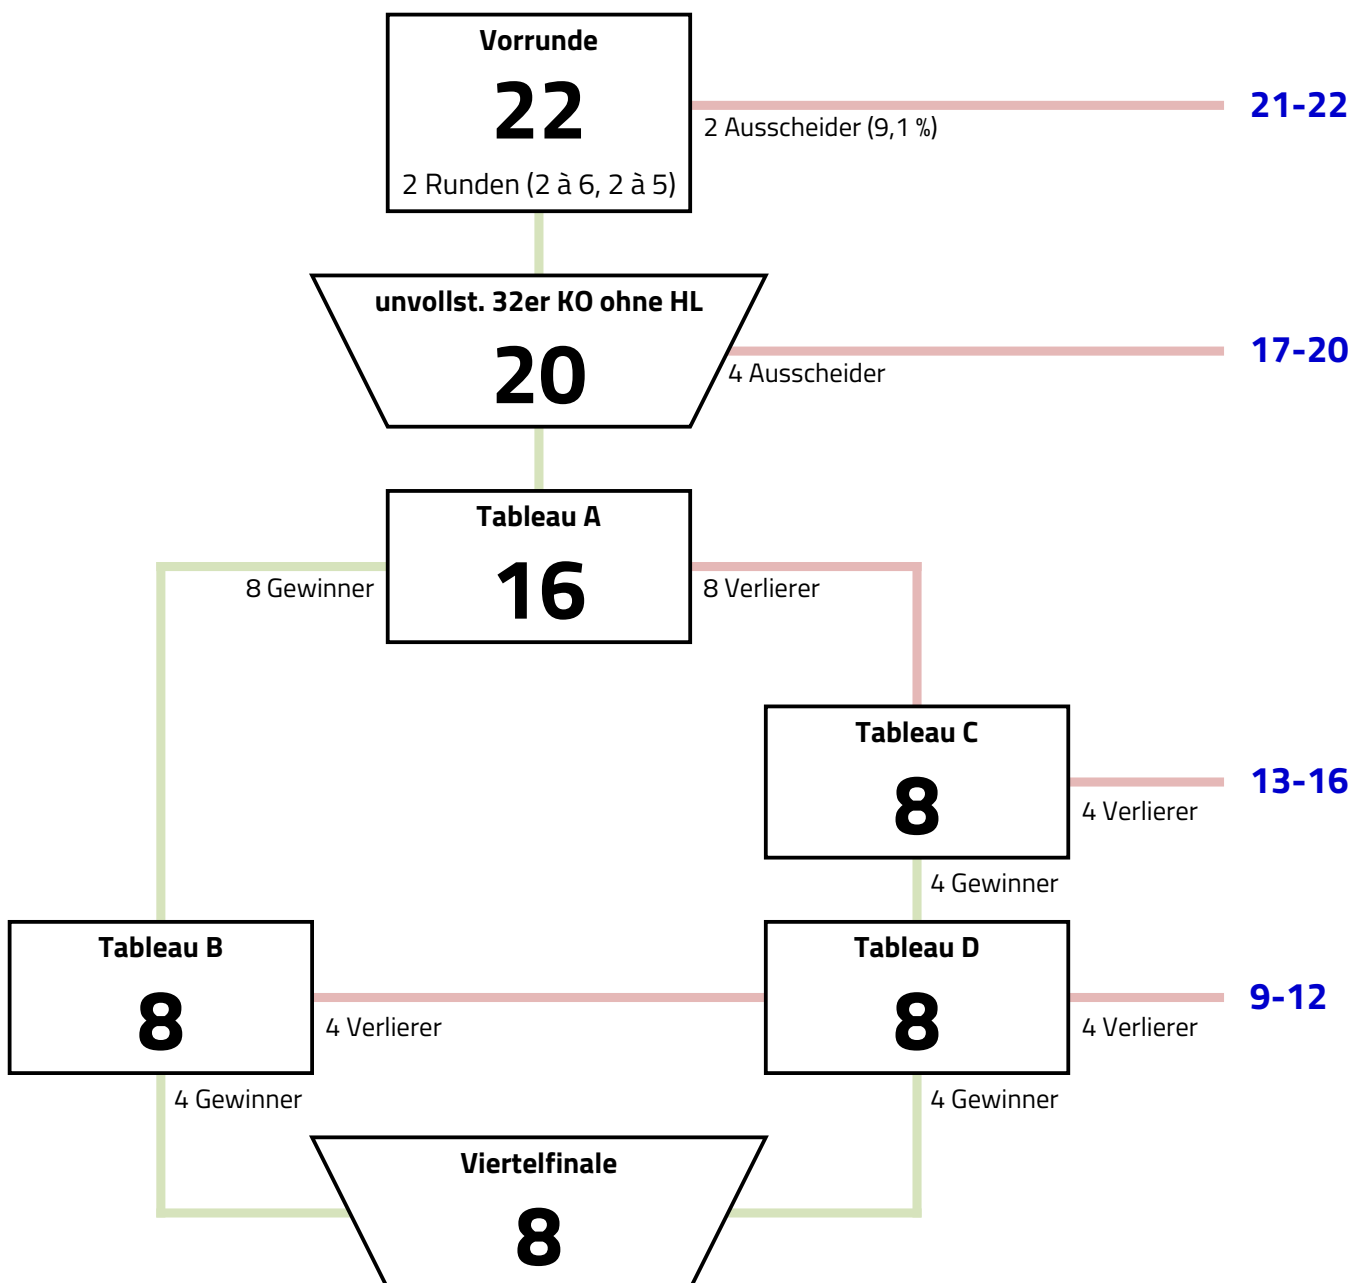 Vorrunde
22
2 Runden (2 à 6, 2 à 5)
2 Ausscheider (9,1 %)
21-22
unvollst. 32er KO ohne HL
20
4 Ausscheider
17-20
Tableau A
16
8 Gewinner
8 Verlierer
Tableau C
8
4 Verlierer
13-16
4 Gewinner
Tableau B
8
4 Verlierer
4 Gewinner
Tableau D
8
4 Verlierer
9-12
4 Gewinner
Viertelfinale
8